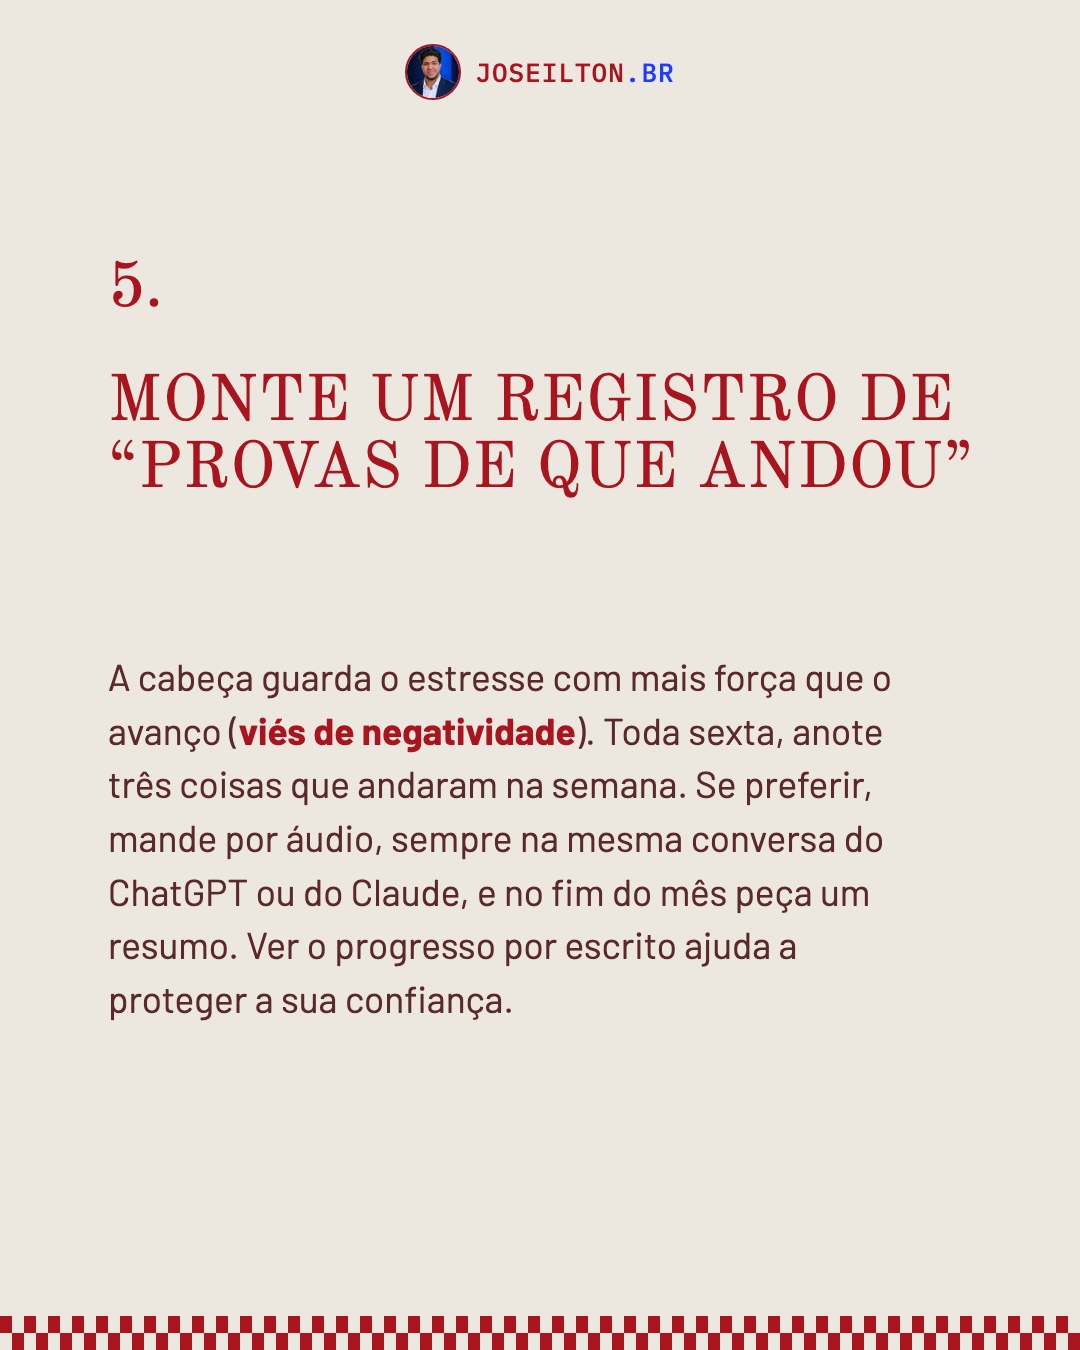 JOSEILTON.BR
5.
MONTE UM REGISTRO DE
“PROVAS DE QUE ANDOU”
A cabeça guarda o estresse com mais força que o
avanço (viés de negatividade). Toda sexta, anote
três coisas que andaram na semana. Se preferir,
mande por áudio, sempre na mesma conversa do
ChatGPT ou do Claude, e no fim do mês peça um
resumo. Ver o progresso por escrito ajuda a
proteger a sua confiança.